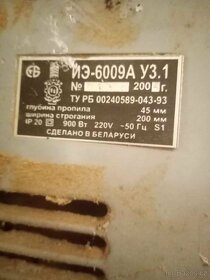 ИЭ-6009А У3.1
№ 200 г.
ТУ РБ 00240589-043-93
глубина пропила 45 мм
ширина строгания 200 мм
IP 20 900 Вт 220V ~50 Гц S1
СДЕЛАНО В БЕЛАРУСИ